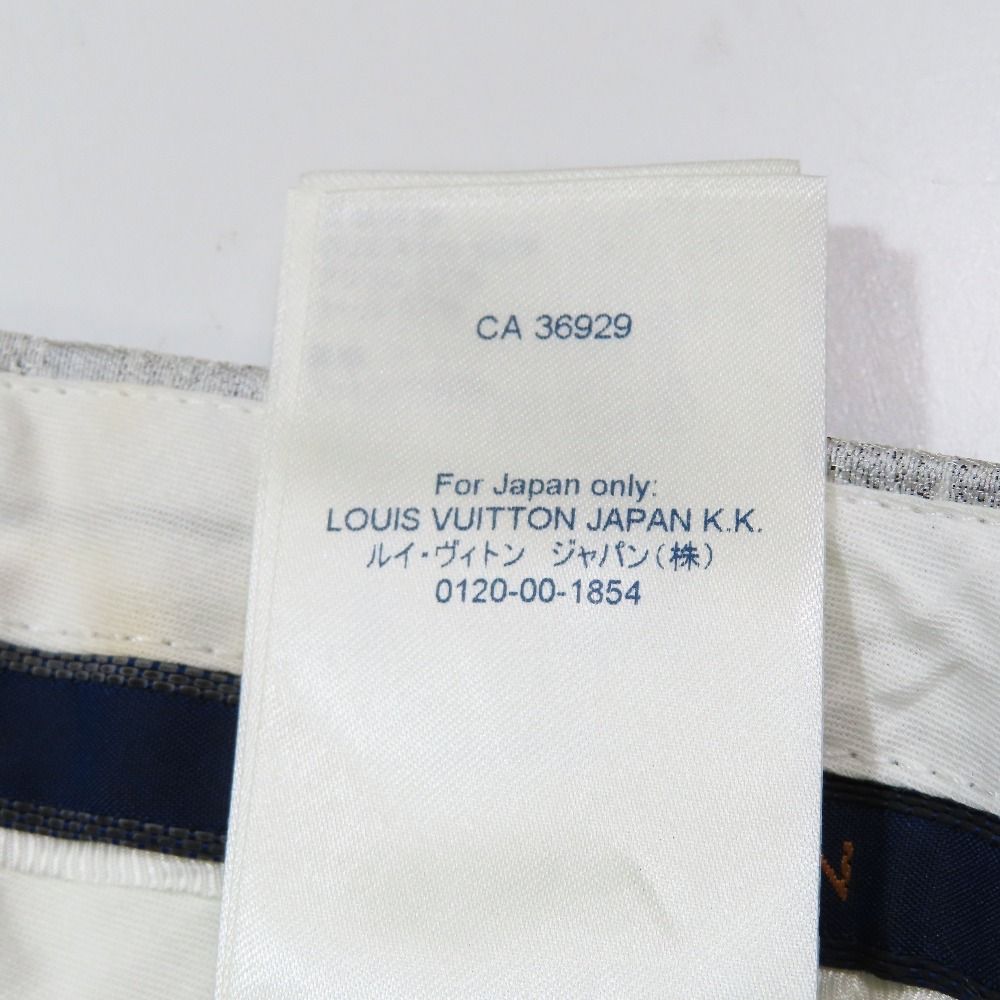 CA 36929
For Japan only:
LOUIS VUITTON JAPAN K.K.
ルイ・ヴィトン ジャパン(株)
0120-00-1854